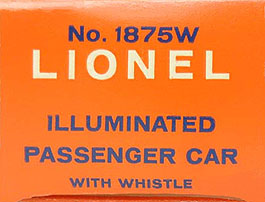 No. 1875W
LIONEL
ILLUMINATED
PASSENGER CAR
WITH WHISTLE